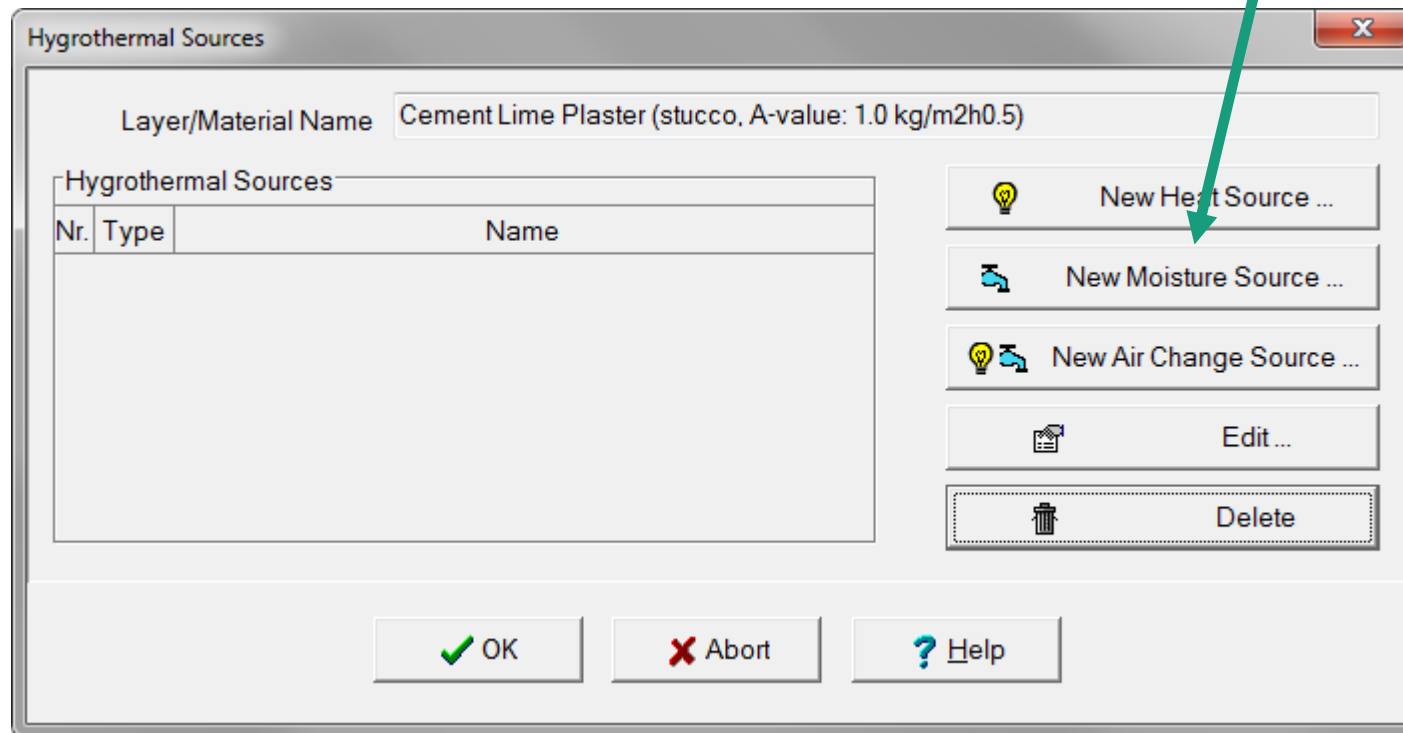 Hygrothermal Sources
Layer/Material Name Cement Lime Plaster (stucco, A-value: 1.0 kg/m2h0.5)
Hygrothermal Sources
Nr. Type Name
New Heat Source ...
New Moisture Source ...
New Air Change Source ...
Edit ...
Delete
OK Abort Help